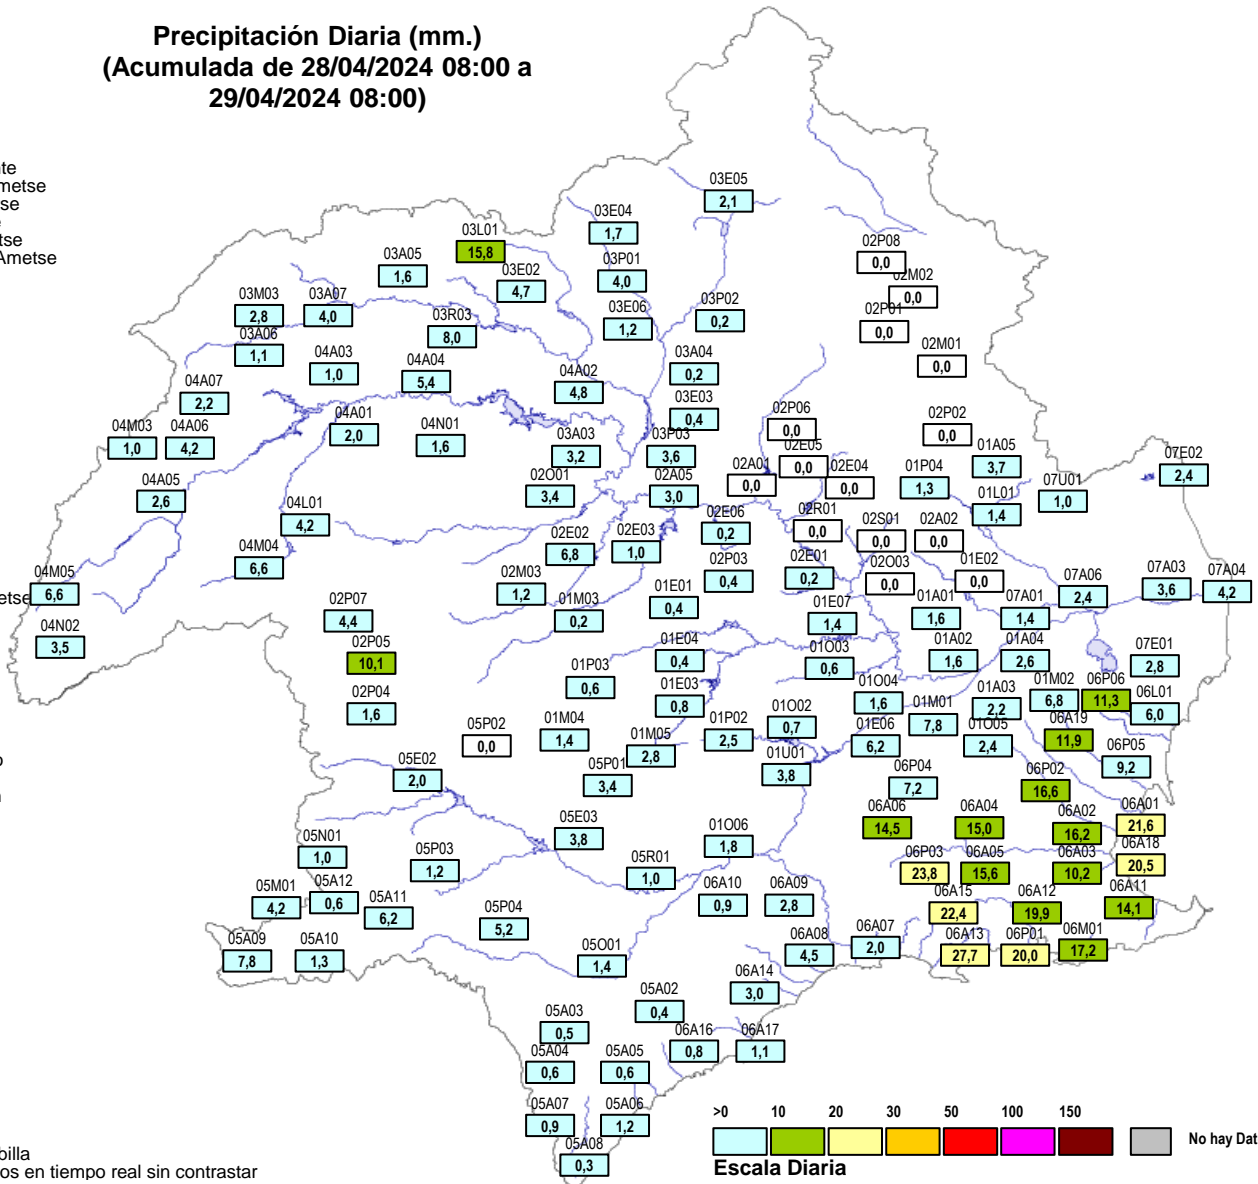 Precipitación Diaria (mm.)
(Acumulada de 28/04/2024 08:00 a
29/04/2024 08:00)
nte
metse
tse
e
etse
Ametse
03E05
2,1
03E04
1,7
03L01
15,8
03A05
1,6
03P01
4,0
03E02
4,7
02P08
0,0
02M02
0,0
03M03
2,8
03A07
4,0
03E06
1,2
03P02
0,2
02P01
0,0
03R03
8,0
03A06
1,1
04A03
1,0
04A04
5,4
03A04
0,2
02M01
0,0
04A02
4,8
04A07
2,2
03E03
0,4
04A01
2,0
04M03
1,0
04A06
4,2
04N01
1,6
03A03
3,2
03P03
3,6
02P06
0,0
02P02
0,0
02E05
0,0
01A05
3,7
07E02
2,4
04A05
2,6
02O01
3,4
02A05
3,0
02A01
0,0
02E04
0,0
01P04
1,3
07U01
1,0
01L01
1,4
04L01
4,2
02E06
0,2
02R01
0,0
02S01
0,0
02A02
0,0
02E02
6,8
02E03
1,0
04M04
6,6
02P03
0,4
02E01
0,2
02O03
0,0
01E02
0,0
04M05
6,6
etse
02M03
1,2
07A06
2,4
07A03
3,6
07A04
4,2
01E01
0,4
01M03
0,2
02P07
4,4
01E07
1,4
01A01
1,6
07A01
1,4
04N02
3,5
02P05
10,1
01E04
0,4
01O03
0,6
01A02
1,6
01A04
2,6
07E01
2,8
01P03
0,6
02P04
1,6
01E03
0,8
01O04
1,6
01M02
6,8
06P06
11,3
01A03
2,2
06L01
6,0
01O02
0,7
01M01
7,8
05P02
0,0
01M04
1,4
01P02
2,5
01E06
6,2
01O05
2,4
06A19
11,9
01M05
2,8
06P05
9,2
01U01
3,8
05E02
2,0
05P01
3,4
06P04
7,2
06P02
16,6
06A06
14,5
06A04
15,0
06A02
16,2
06A01
21,6
05E03
3,8
01O06
1,8
05N01
1,0
06A18
20,5
05P03
1,2
05R01
1,0
06P03
23,8
06A05
15,6
06A03
10,2
05M01
4,2
05A12
0,6
05A11
6,2
06A10
0,9
06A09
2,8
06A15
22,4
06A12
19,9
06A11
14,1
05P04
5,2
05A09
7,8
05A10
1,3
05O01
1,4
06A08
4,5
06A07
2,0
06A13
27,7
06P01
20,0
06M01
17,2
06A14
3,0
05A02
0,4
05A03
0,5
06A16
0,8
06A17
1,1
05A04
0,6
05A05
0,6
05A07
0,9
05A06
1,2
05A08
0,3
>0 10 20 30 50 100 150
No hay Dat
Escala Diaria
billa
os en tiempo real sin contrastar